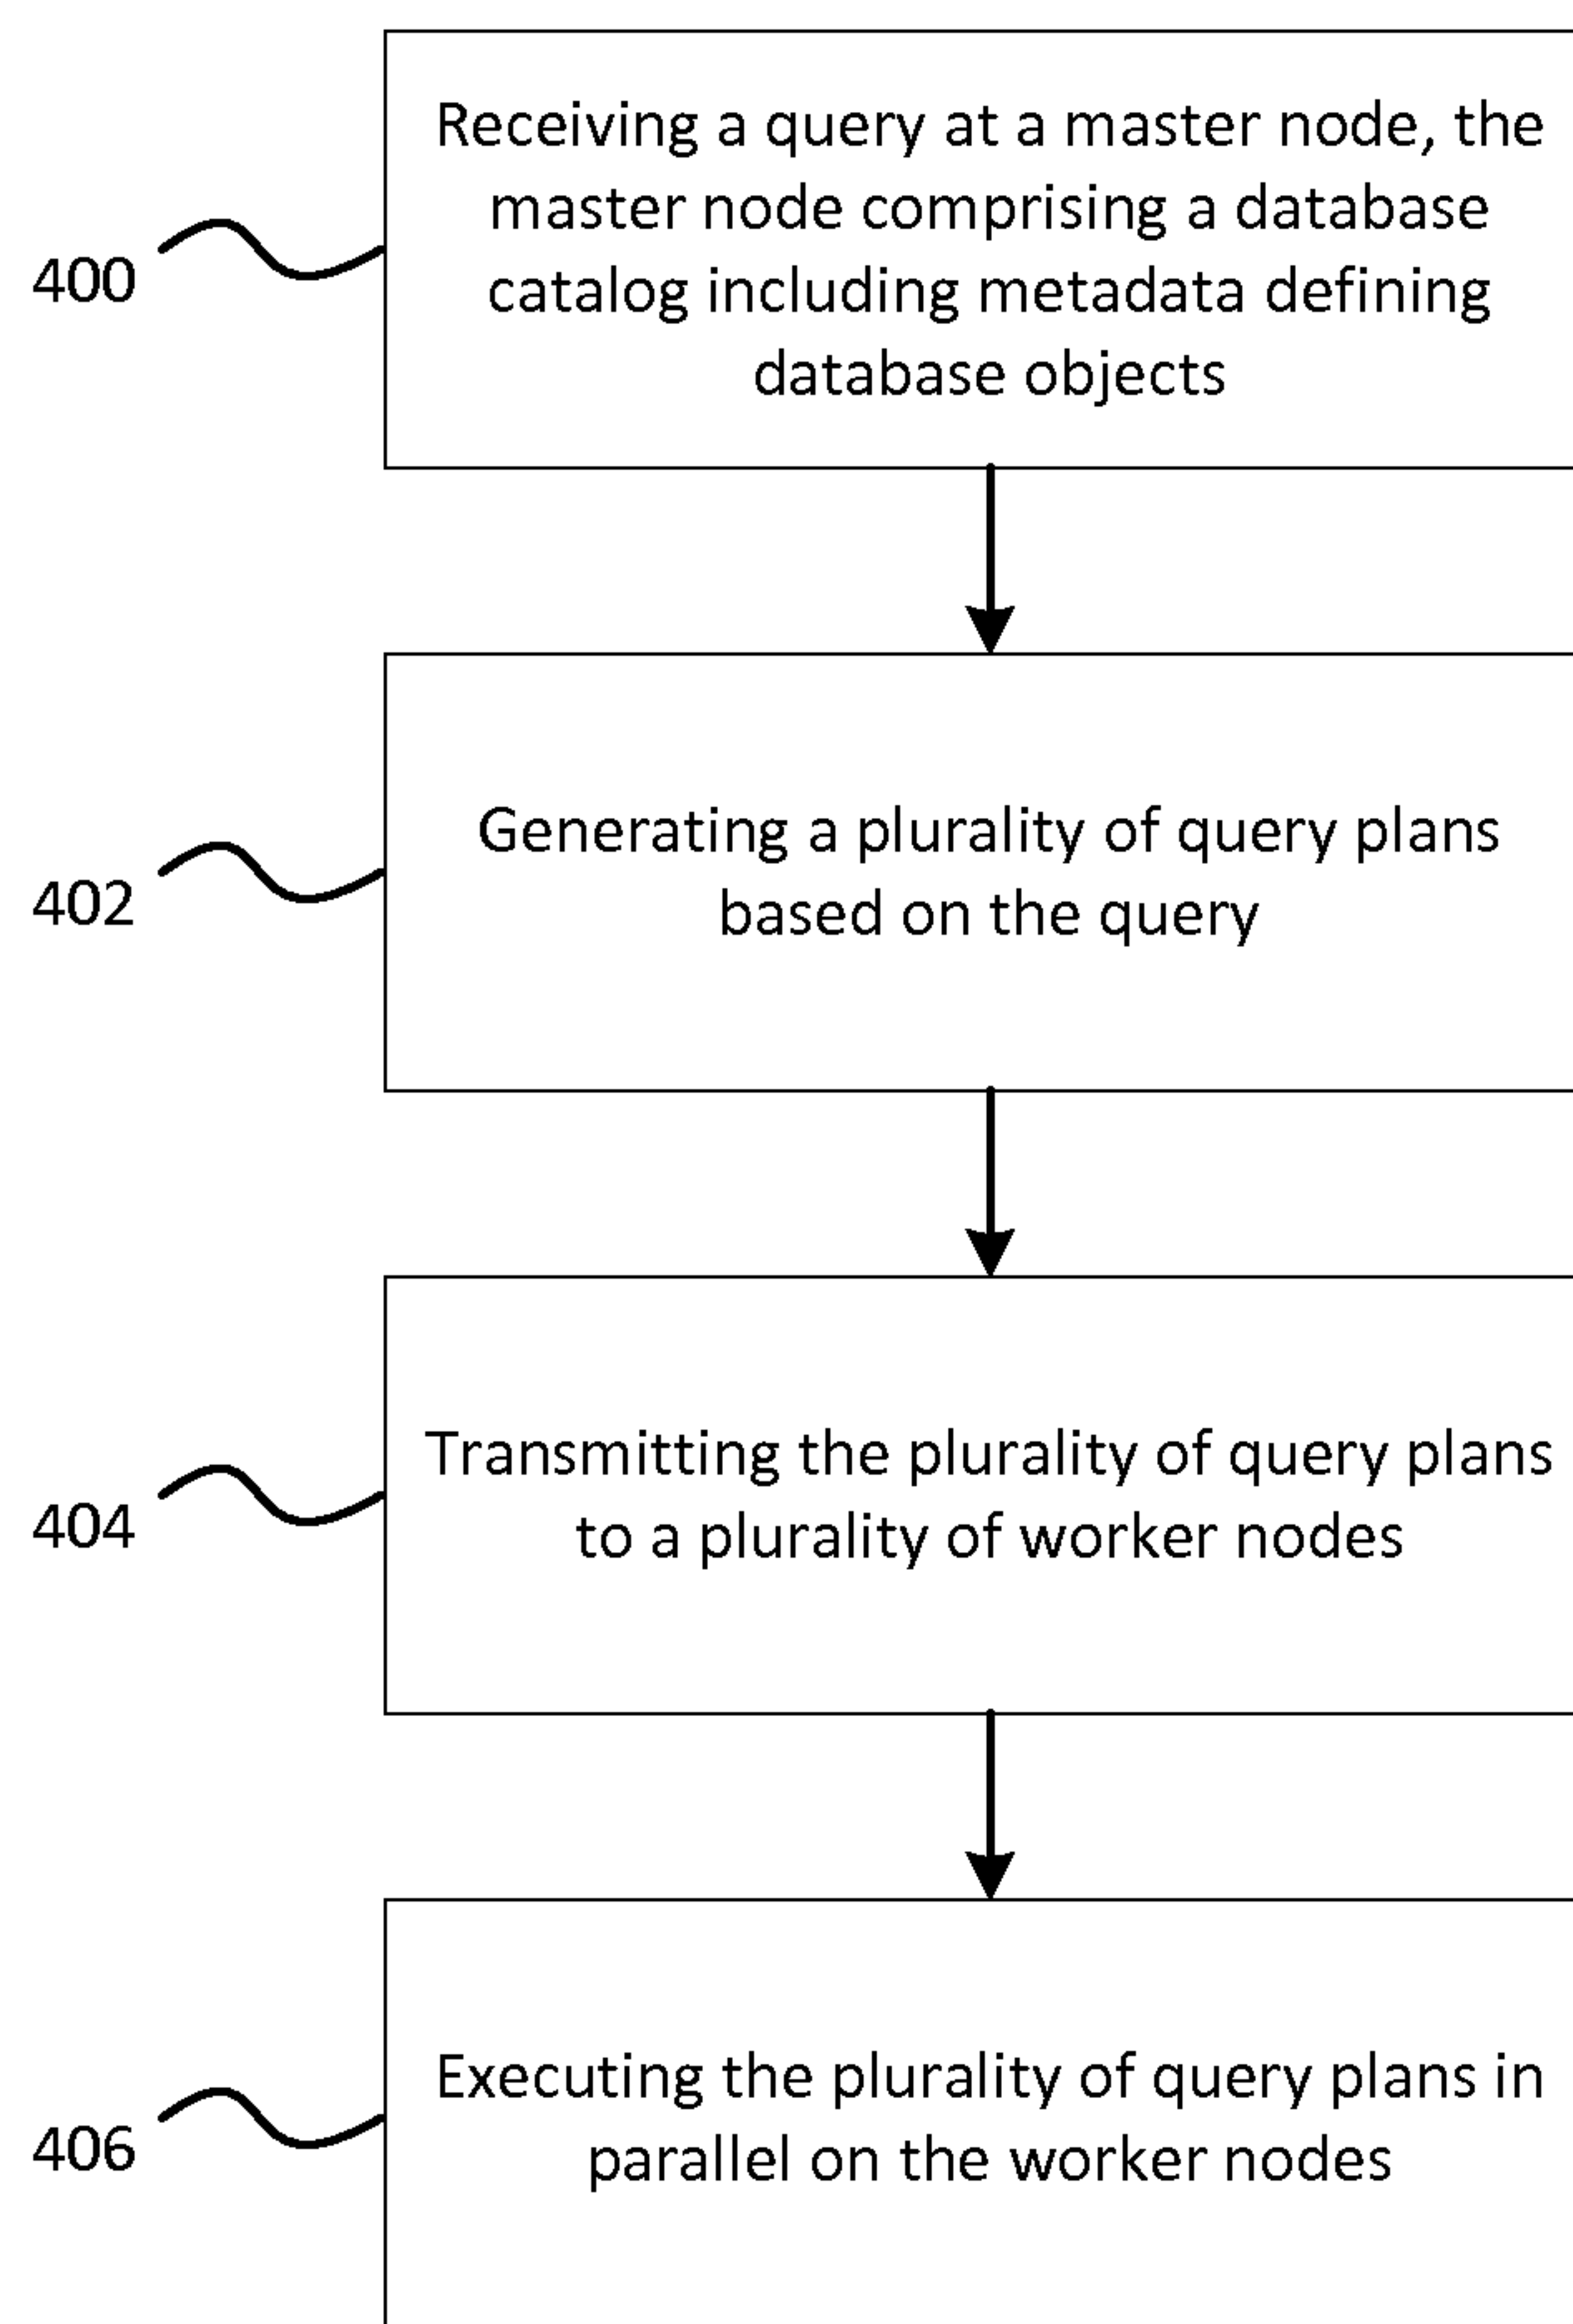 Receiving a query at a master node, the
master node comprising a database
catalog including metadata defining
database objects
400
Generating a plurality of query plans
based on the query
402
Transmitting the plurality of query plans
to a plurality of worker nodes
404
Executing the plurality of query plans in
parallel on the worker nodes
406